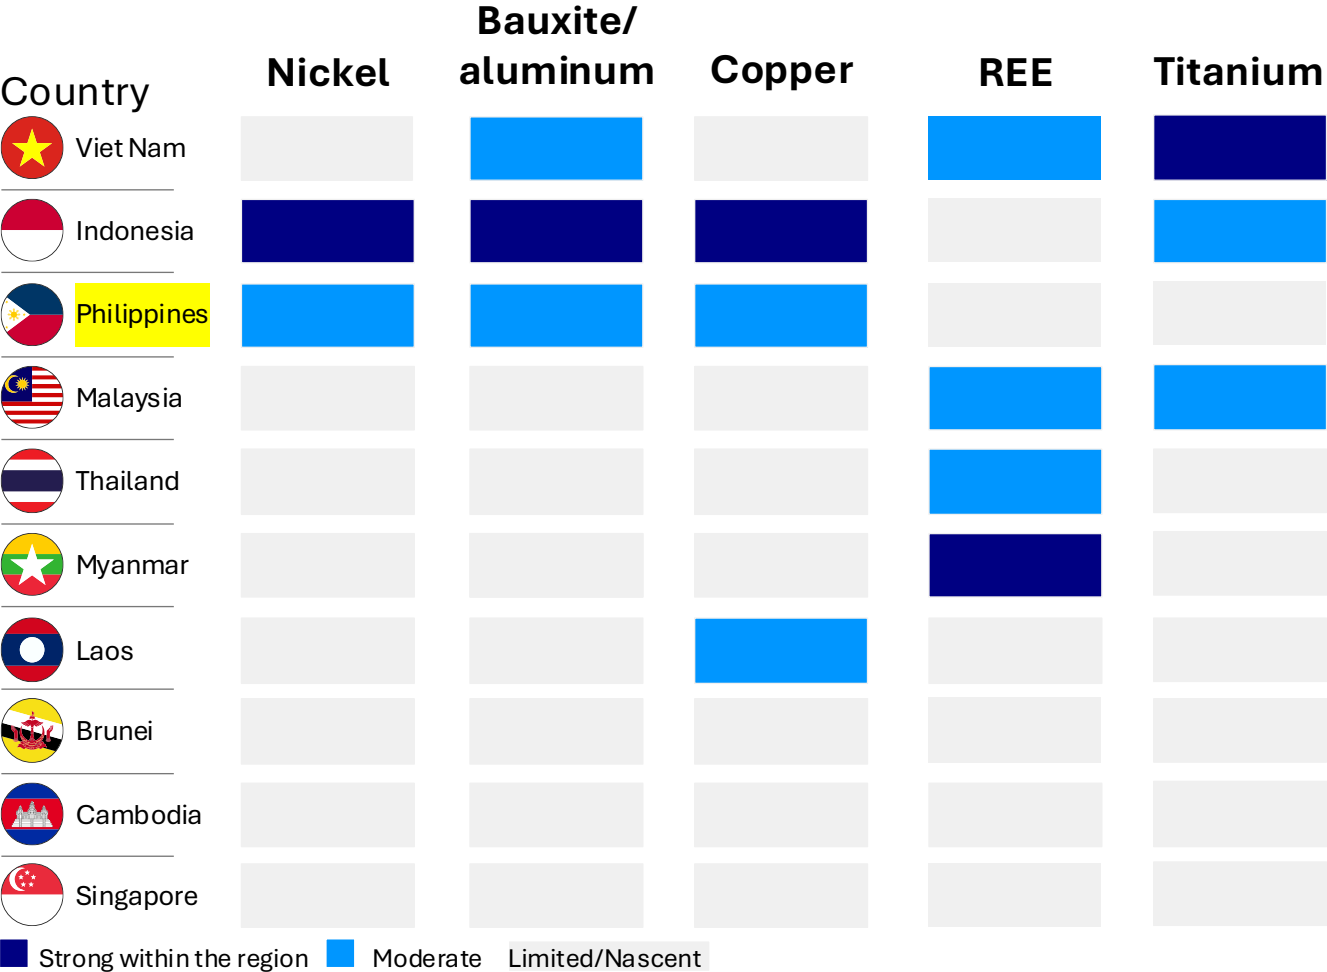 Bauxite/
Country Nickel aluminum Copper REE Titanium
Viet Nam
Indonesia
Philippines
Malaysia
Thailand
Myanmar
Laos
Brunei
Cambodia
Singapore
Strong within the region Moderate Limited/Nascent